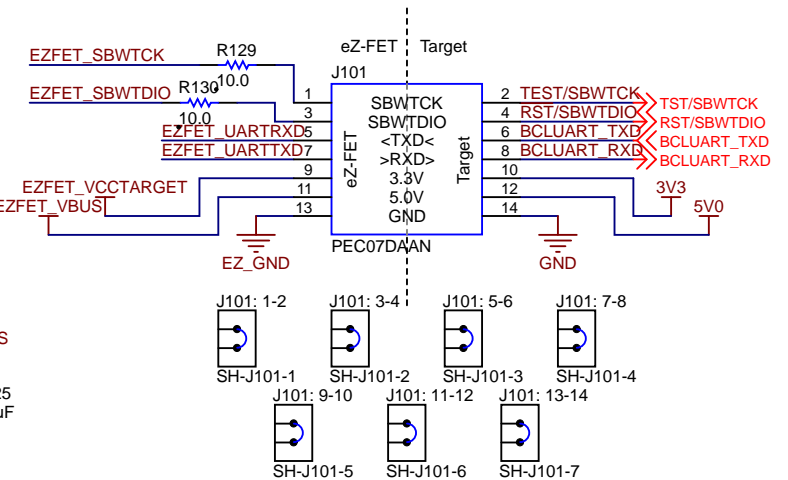 eZ-FET Target
EZFET_SBWTCK R129
10.0
J101
EZFET_SBWTDIO R130
10.0
1 SBWTCK 2 TEST/SBWTCK TST/SBWTCK
3 SBWTDIO 4 RST/SBWTDIO RST/SBWTDIO
EZFET_UARTRXD 5 <TXD< 6 BCLUART_TXD BCLUART_TXD
EZFET_UARTTXD 7 >RXD> 8 BCLUART_RXD BCLUART_RXD
eZ-FET
Target
EZFET_VCCTARGET 9 3.3V 10 3V3
EZFET_VBUS 11 5.0V 12 5V0
13 GND 14
EZ_GND
PEC07DAAN
GND
J101: 1-2 J101: 3-4 J101: 5-6 J101: 7-8
SH-J101-1 SH-J101-2 SH-J101-3 SH-J101-4
J101: 9-10 J101: 11-12 J101: 13-14
SH-J101-5 SH-J101-6 SH-J101-7
S
25
uF